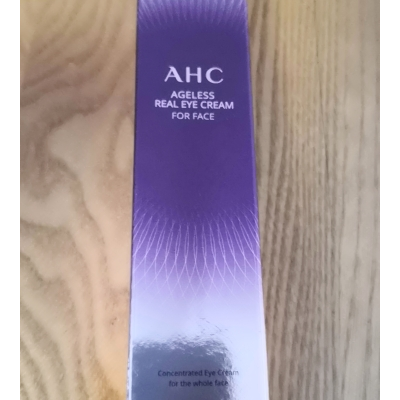 AHC
AGELESS
REAL EYE CREAM
FOR FACE
Concentrated Eye Cream
for the whole face